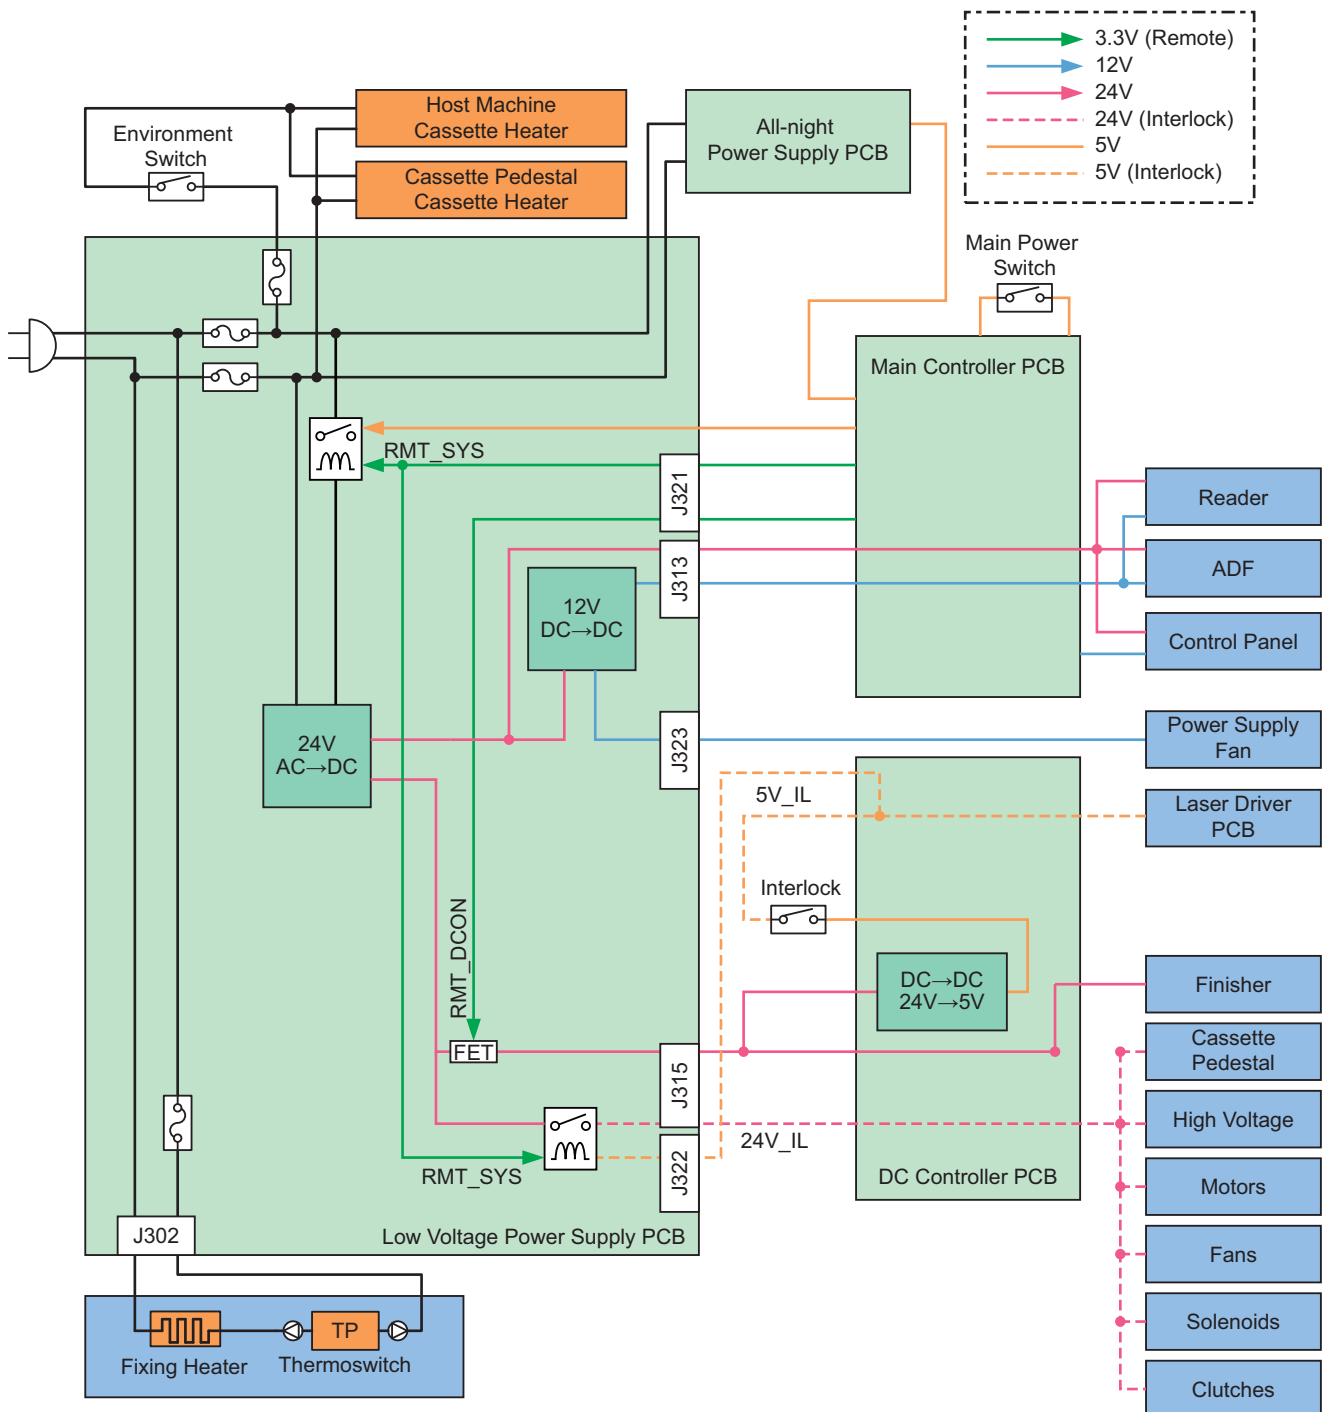 3.3V (Remote)
12V
24V
24V (Interlock)
5V
5V (Interlock)
Host Machine
Cassette Heater
Environment
Switch
Cassette Pedestal
Cassette Heater
All-night
Power Supply PCB
Main Power
Switch
Main Controller PCB
RMT_SYS
J321
J313
Reader
ADF
Control Panel
12V
DC→DC
24V
AC→DC
J323
Power Supply
Fan
5V_IL
Laser Driver
PCB
Interlock
RMT_DCON
DC→DC
24V→5V
Finisher
FET
J315
Cassette
Pedestal
High Voltage
24V_IL
RMT_SYS
J322
DC Controller PCB
Motors
J302
Low Voltage Power Supply PCB
Fans
Solenoids
TP
Fixing Heater
Thermoswitch
Clutches